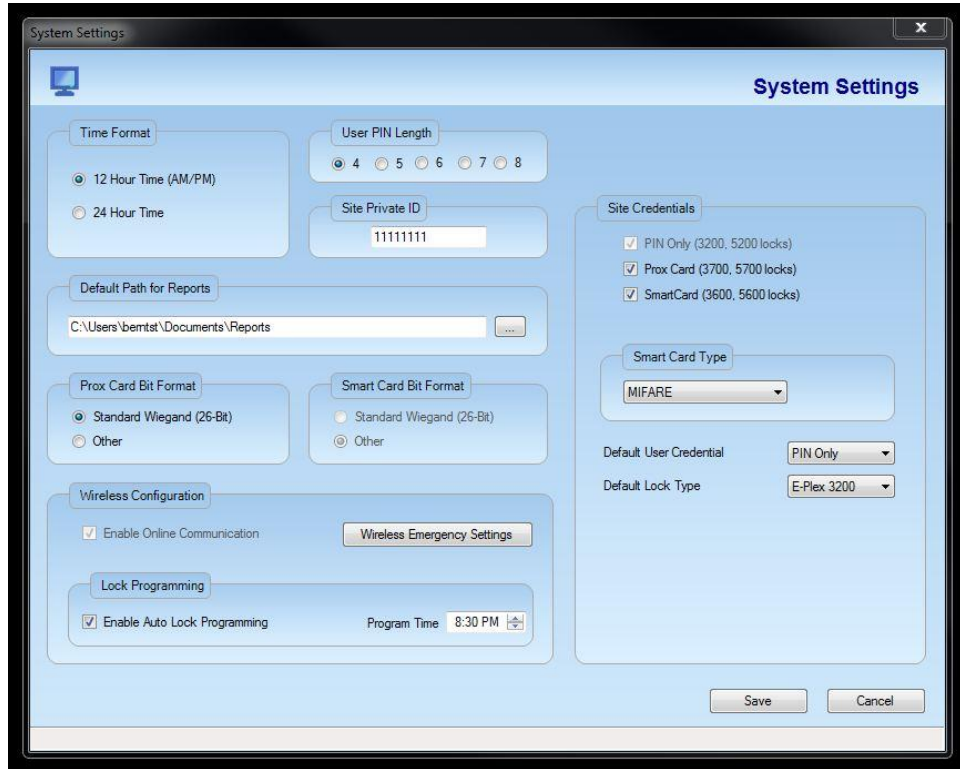 System Settings
X
System Settings
Time Format
12 Hour Time (AM/PM)
24 Hour Time
User PIN Length
4 5 6 7 8
Site Private ID
11111111
Default Path for Reports
C:\Users\berntst\Documents\Reports
...
Prox Card Bit Format
Standard Wiegand (26-Bit)
Other
Smart Card Bit Format
Standard Wiegand (26-Bit)
Other
Wireless Configuration
Enable Online Communication
Wireless Emergency Settings
Lock Programming
Enable Auto Lock Programming
Program Time 8:30 PM
Site Credentials
PIN Only (3200, 5200 locks)
Prox Card (3700, 5700 locks)
SmartCard (3600, 5600 locks)
Smart Card Type
MIFARE
Default User Credential PIN Only
Default Lock Type E-Plex 3200
Save Cancel